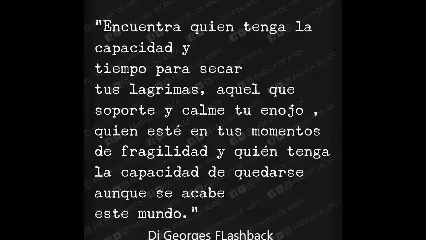 "Encuentra quien tenga la
capacidad y
tiempo para secar
tus lagrimas, aquel que
soporte y calme tu enojo ,
quien esté en tus momentos
de fragilidad y quién tenga
la capacidad de quedarse
aunque se acabe
este mundo."
Dj Georges FLashback